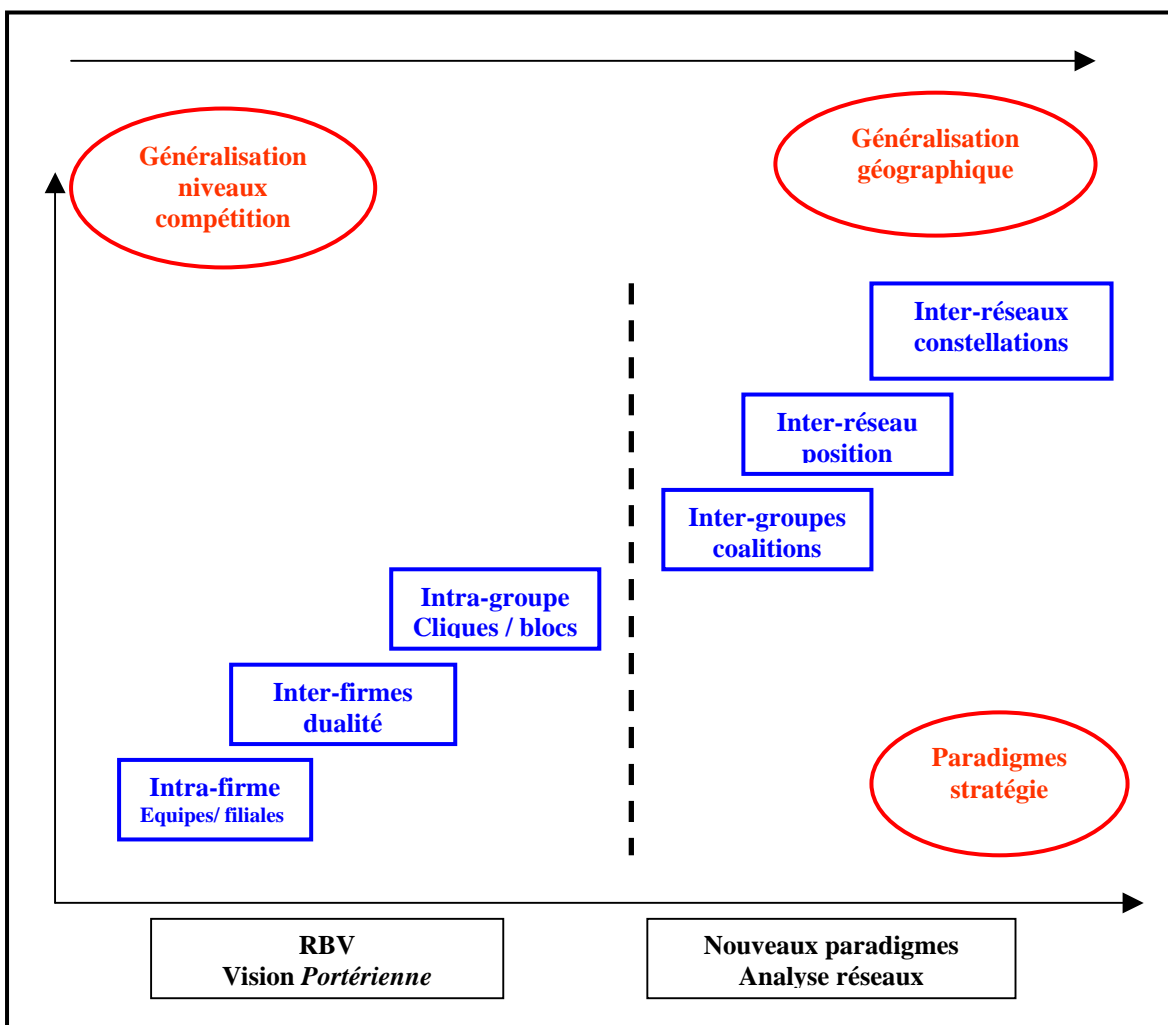 Généralisation
niveaux
compétition
Généralisation
géographique
Inter-réseaux
constellations
Inter-réseau
position
Inter-groupes
coalitions
Intra-groupe
Cliques / blocs
Inter-firmes
dualité
Intra-firme
Equipes/ filiales
Paradigmes
stratégie
RBV
Vision Portérienne
Nouveaux paradigmes
Analyse réseaux